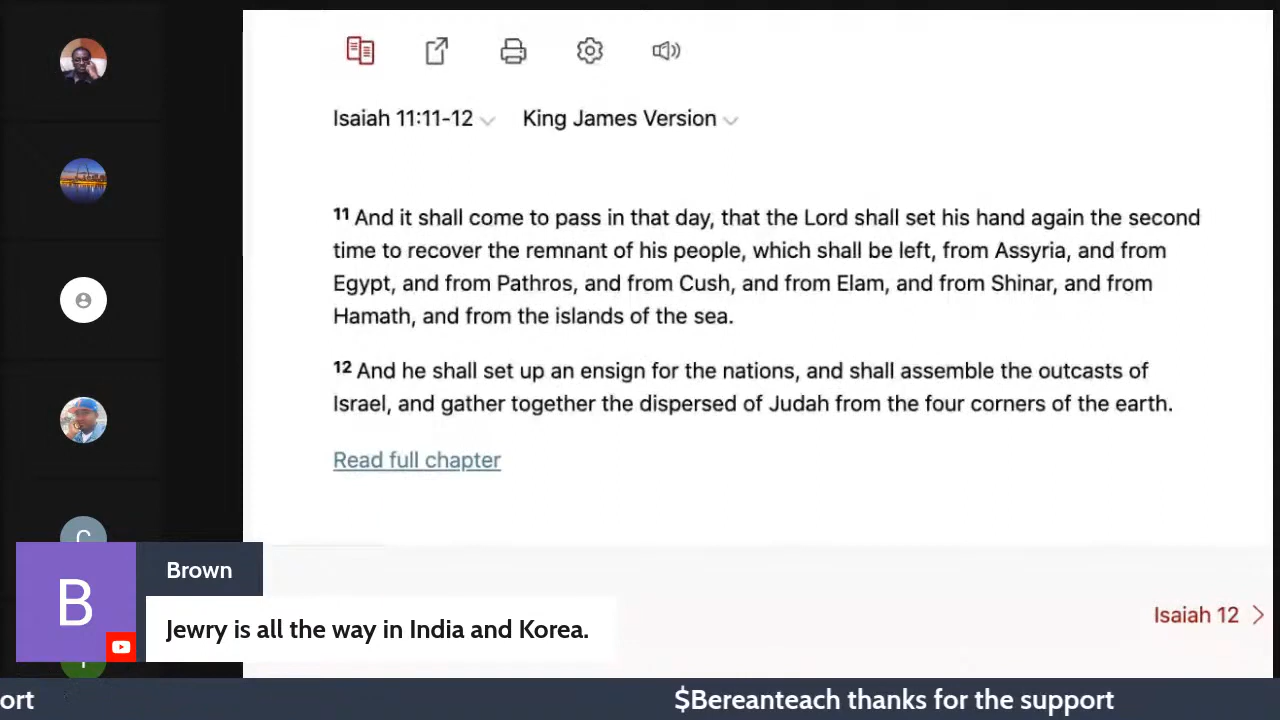 Isaiah 11:11-12 King James Version
11 And it shall come to pass in that day, that the Lord shall set his hand again the second
time to recover the remnant of his people, which shall be left, from Assyria, and from
Egypt, and from Pathros, and from Cush, and from Elam, and from Shinar, and from
Hamath, and from the islands of the sea.
12 And he shall set up an ensign for the nations, and shall assemble the outcasts of
Israel, and gather together the dispersed of Judah from the four corners of the earth.
Read full chapter
C
B
Brown
Jewry is all the way in India and Korea.
Isaiah 12
ort
$Bereanteach thanks for the support